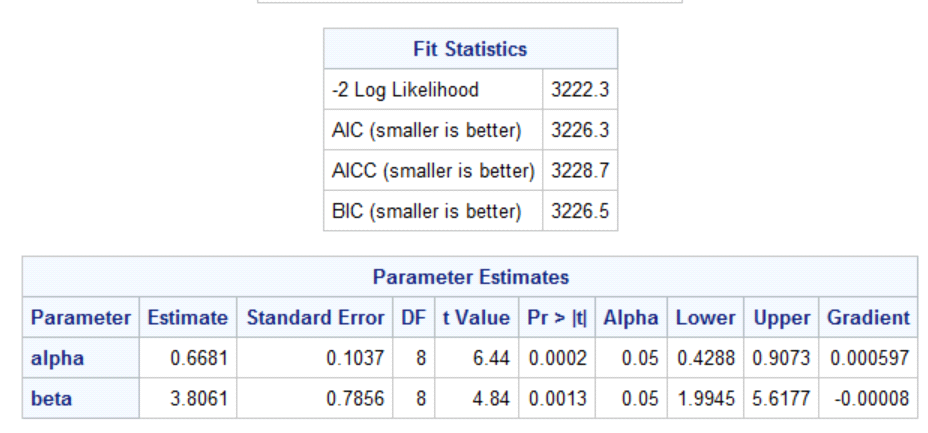 Fit Statistics
-2 Log Likelihood 3222.3
AIC (smaller is better) 3226.3
AICC (smaller is better) 3228.7
BIC (smaller is better) 3226.5
Parameter Estimates
Parameter Estimate Standard Error DF t Value Pr > |t| Alpha Lower Upper Gradient
alpha 0.6681 0.1037 8 6.44 0.0002 0.05 0.4288 0.9073 0.000597
beta 3.8061 0.7856 8 4.84 0.0013 0.05 1.9945 5.6177 -0.00008